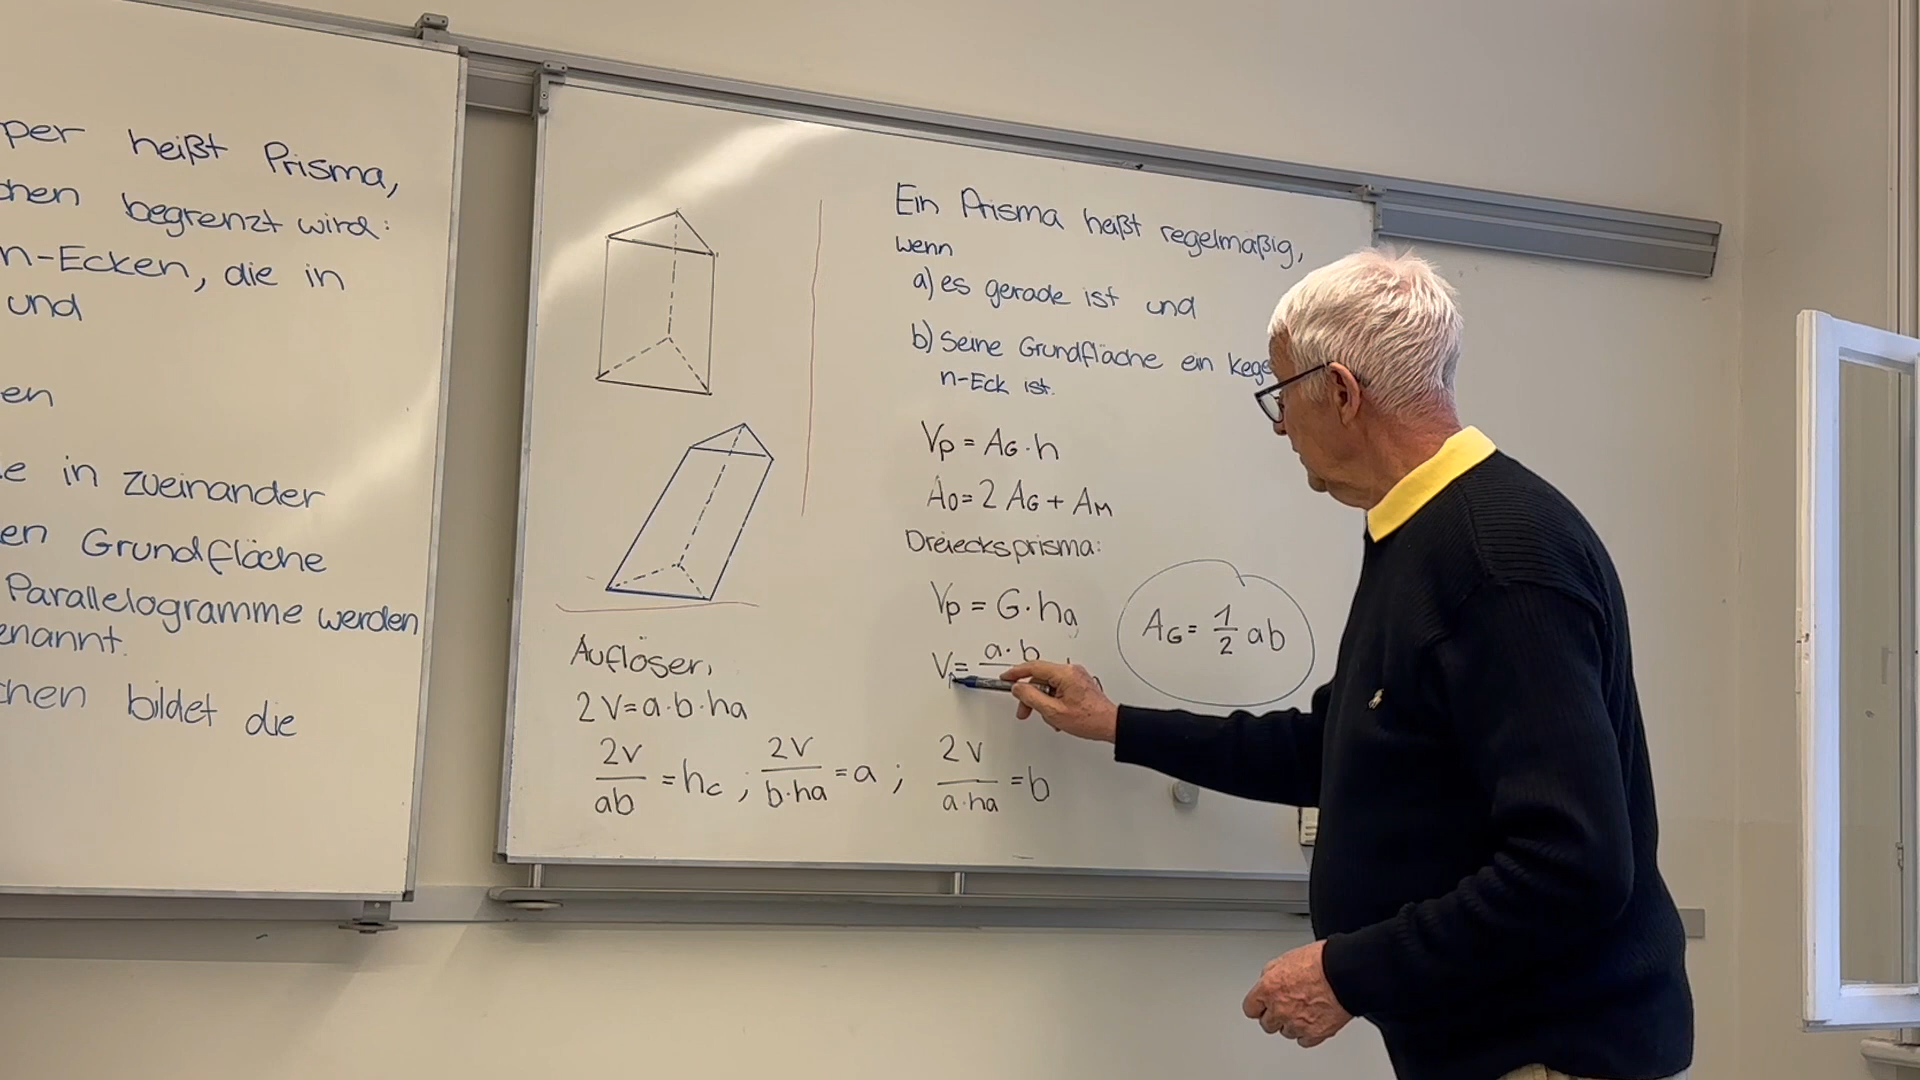 per heißt Prisma,
chen begrenzt wird:
n-Ecken, die in
und
en
e in zueinander
en Grundfläche
Parallelogramme werden
enannt.
chen bildet die
Ein Prisma heißt regelmäßig,
wenn
a) es gerade ist und
b) Seine Grundfläche ein
n-Eck ist.
Vp = AG · h
AO = 2 AG + AM
Dreiecksprisma:
Vp = G · ha
AG = 1/2 ab
V = a · b
Auflösen,
2V = a · b · ha
2V/ab = hc ; 2V/b·ha = a ; 2V/a·ha = b